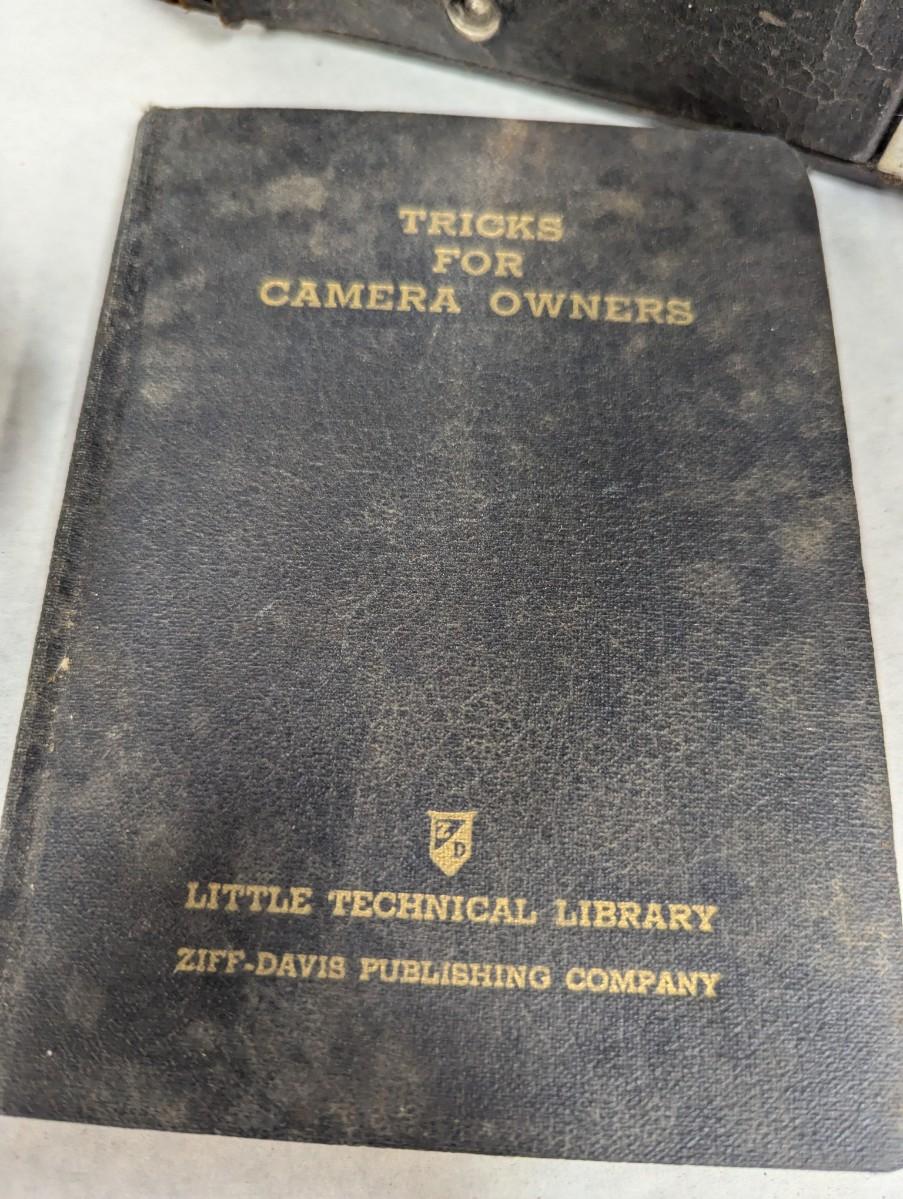 TRICKS
FOR
CAMERA OWNERS
Z
D
LITTLE TECHNICAL LIBRARY
ZIFF-DAVIS PUBLISHING COMPANY